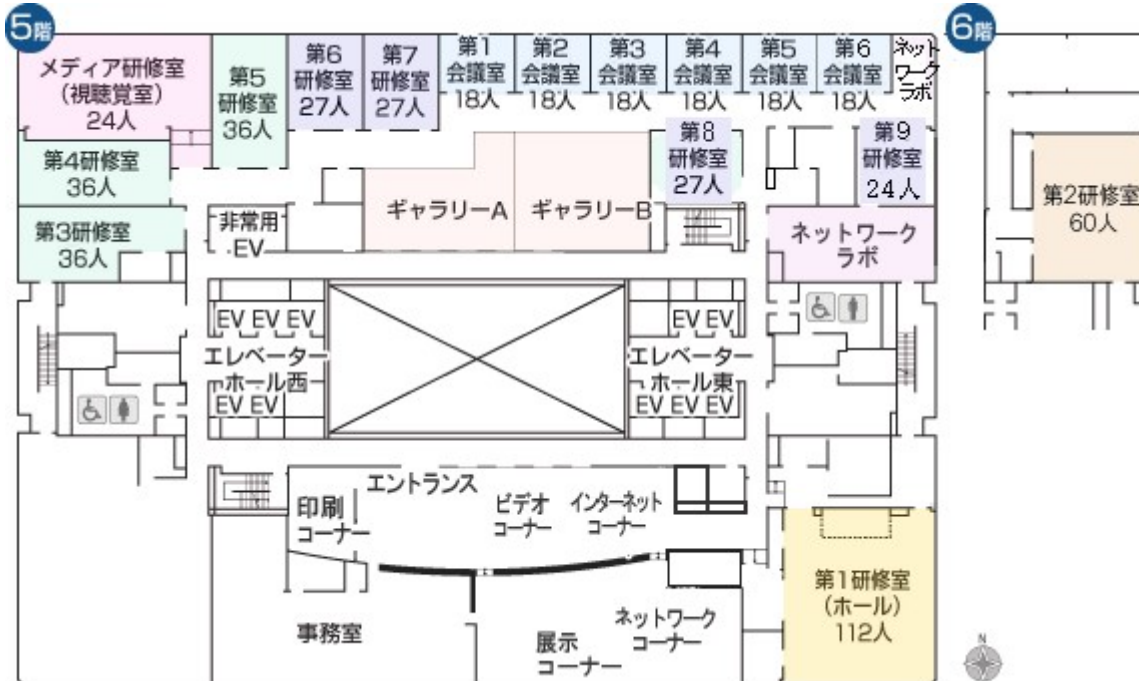 5階
6階
メディア研修室
(視聴覚室)
24人
第5
研修室
36人
第6
研修室
27人
第7
研修室
27人
第1
会議室
18人
第2
会議室
18人
第3
会議室
18人
第4
会議室
18人
第5
会議室
18人
第6
会議室
18人
ネット
ワーク
ラボ
第4研修室
36人
第3研修室
36人
非常用
EV
ギャラリーA
ギャラリーB
第8
研修室
27人
第9
研修室
24人
ネットワーク
ラボ
第2研修室
60人
EV EV EV
エレベーター
ホール西
EV EV
EV EV
エレベーター
ホール東
EV EV EV
エントランス
印刷
コーナー
ビデオ
コーナー
インターネット
コーナー
事務室
展示
コーナー
ネットワーク
コーナー
第1研修室
(ホール)
112人
N